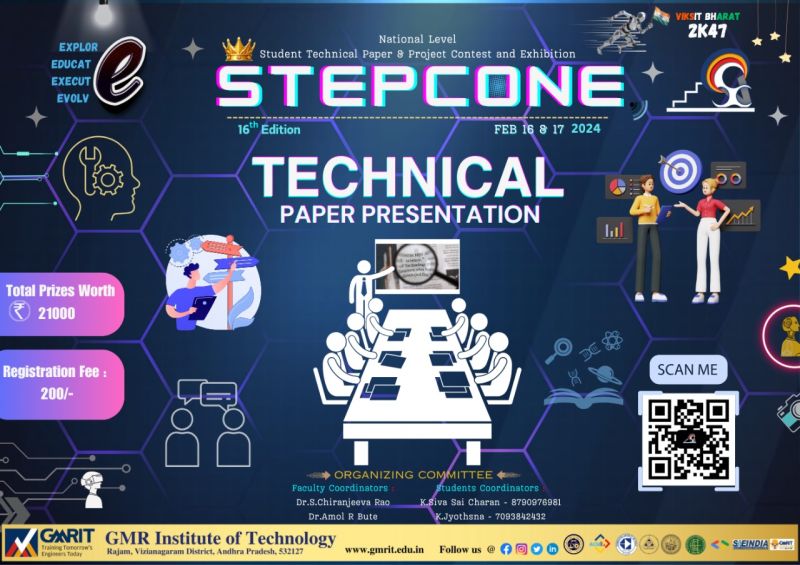 EXPLOR
EDUCAT
EXECUT
EVOLV
e
National Level
Student Technical Paper & Project Contest and Exhibition
VIKSIT BHARAT
2K47
STEPCONE
16th Edition
FEB 16 & 17 2024
TECHNICAL
PAPER PRESENTATION
Total Prizes Worth
₹ 21000
Registration Fee :
200/-
SCAN ME
ORGANIZING COMMITTEE
Faculty Coordinators :
Dr.S.Chiranjeeva Rao
Dr.Amol R Bute
Students Coordinators :
K.Siva Sai Charan - 8790976981
K.Jyothsna - 7093842432
GMRIT
Training Tomorrow's
Engineers Today
GMR Institute of Technology
Rajam, Vizianagaram District, Andhra Pradesh, 532127
www.gmrit.edu.in
Follow us @
SAEINDIA
GMRIT